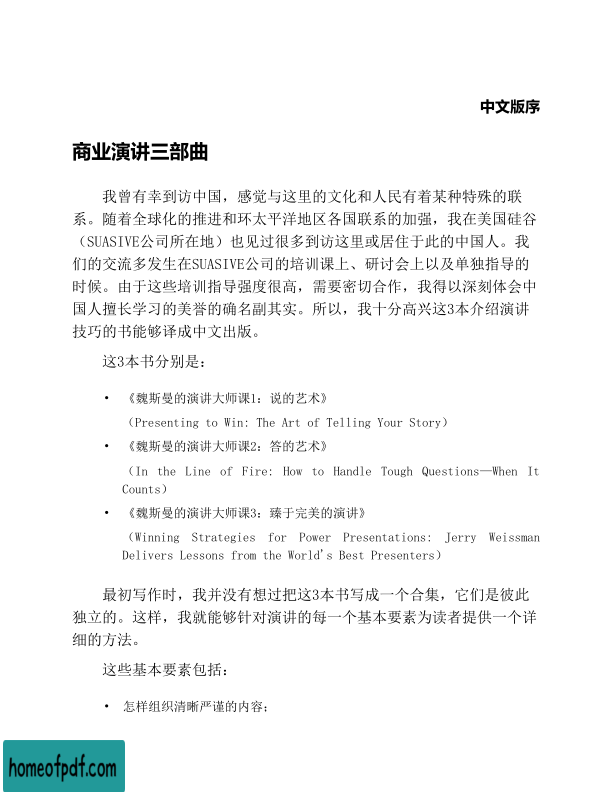 中文版序
商业演讲三部曲
我曾有幸到访中国，感觉与这里的文化和人民有着某种特殊的联
系。随着全球化的推进和环太平洋地区各国联系的加强，我在美国硅谷
（SUASIVE公司所在地）也见过很多到访这里或居住于此的中国人。我
们的交流多发生在SUASIVE公司的培训课上、研讨会上以及单独指导的
时候。由于这些培训指导强度很高，需要密切合作，我得以深刻体会中
国人擅长学习的美誉的确名副其实。所以，我十分高兴这3本介绍演讲
技巧的书能够译成中文出版。
这3本书分别是：
• 《魏斯曼的演讲大师课1：说的艺术》
（Presenting to Win: The Art of Telling Your Story）
• 《魏斯曼的演讲大师课2：答的艺术》
（In the Line of Fire: How to Handle Tough Questions—When It
Counts）
• 《魏斯曼的演讲大师课3：臻于完美的演讲》
（Winning Strategies for Power Presentations: Jerry Weissman
Delivers Lessons from the World's Best Presenters）
最初写作时，我并没有想过把这3本书写成一个合集，它们是彼此
独立的。这样，我就能够针对演讲的每一个基本要素为读者提供一个详
细的方法。
这些基本要素包括：
• 怎样组织清晰严谨的内容；
homeofpdf.com